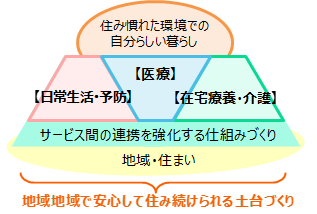 住み慣れた環境での
自分らしい暮らし
【医療】
【日常生活・予防】
【在宅療養・介護】
サービス間の連携を強化する仕組みづくり
地域・住まい
地域地域で安心して住み続けられる土台づくり